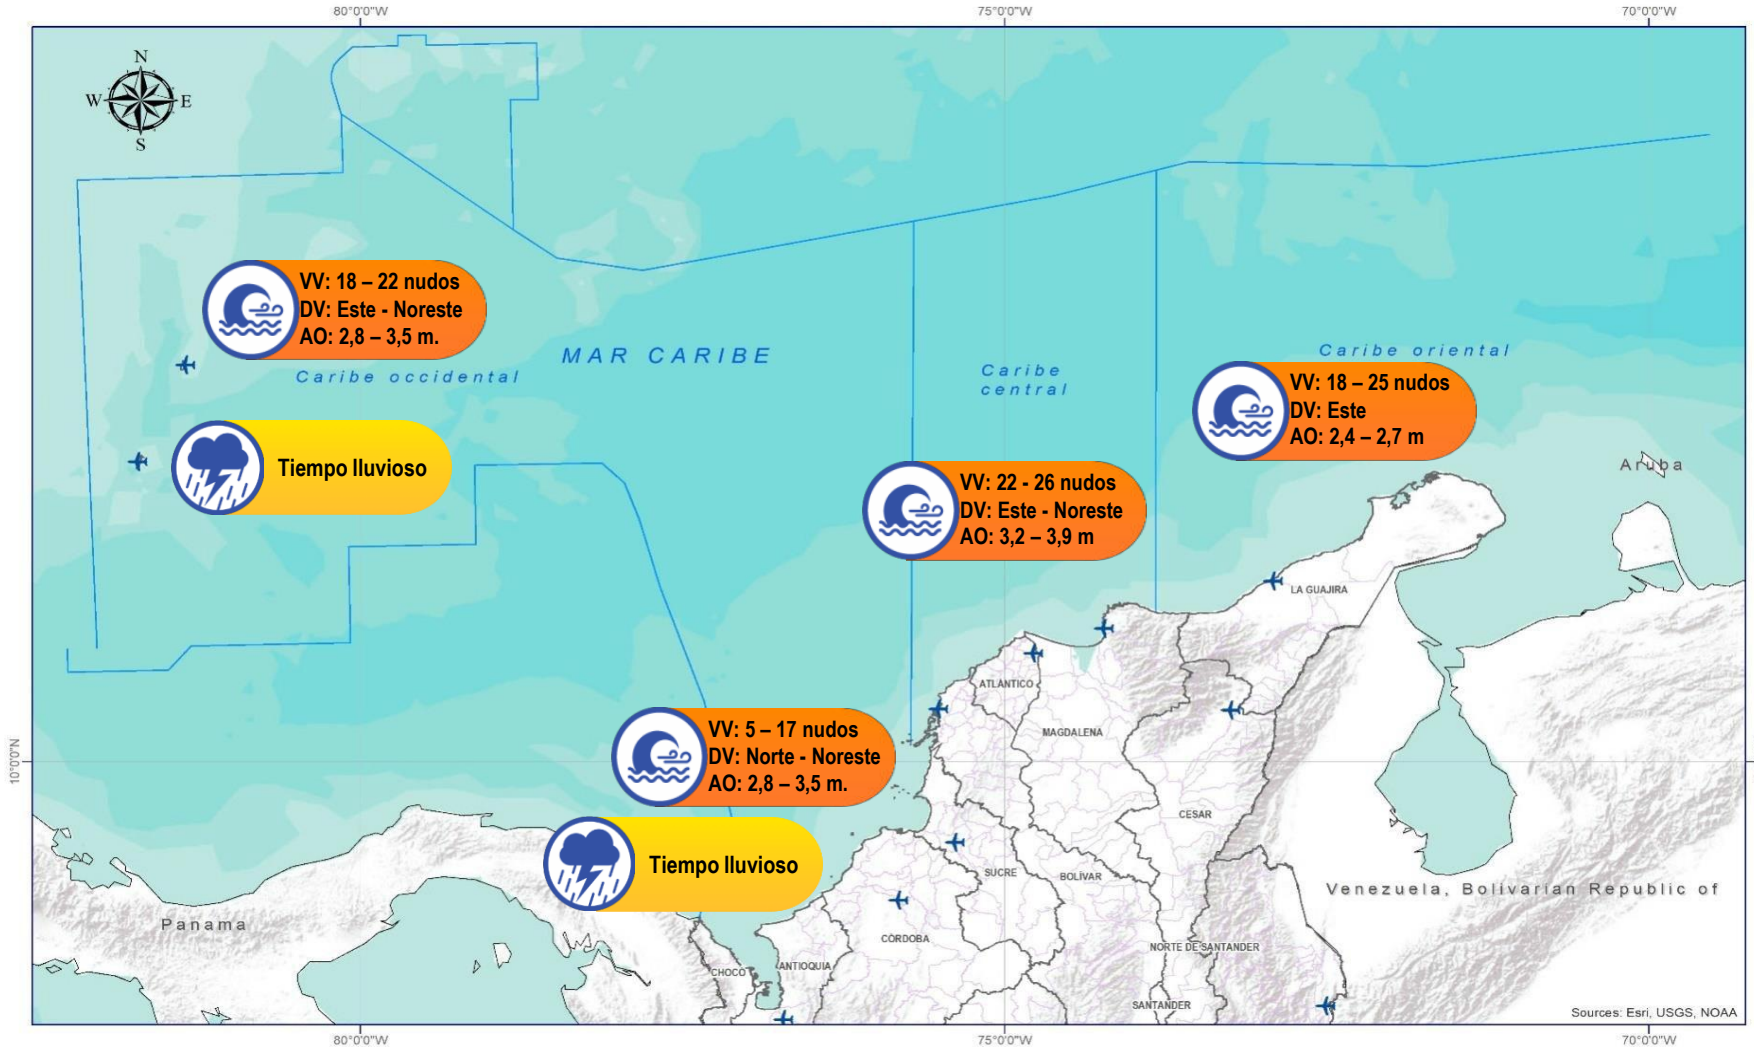 80°0'0"W
75°0'0"W
70°0'0"W
N
W
E
S
VV: 18 – 22 nudos
DV: Este - Noreste
AO: 2,8 – 3,5 m.
MAR CARIBE
Caribe occidental
Caribe
central
Caribe oriental
VV: 18 – 25 nudos
DV: Este
AO: 2,4 – 2,7 m
Tiempo lluvioso
VV: 22 - 26 nudos
DV: Este - Noreste
AO: 3,2 – 3,9 m
Aruba
LA GUAJIRA
ATLÁNTICO
MAGDALENA
VV: 5 – 17 nudos
DV: Norte - Noreste
AO: 2,8 – 3,5 m.
10°0'0"N
CESAR
Tiempo lluvioso
SUCRE
BOLÍVAR
Venezuela, Bolivarian Republic of
Panama
CÓRDOBA
NORTE DE SANTANDER
CHOCÓ
ANTIOQUIA
SANTANDER
Sources: Esri, USGS, NOAA
80°0'0"W
75°0'0"W
70°0'0"W